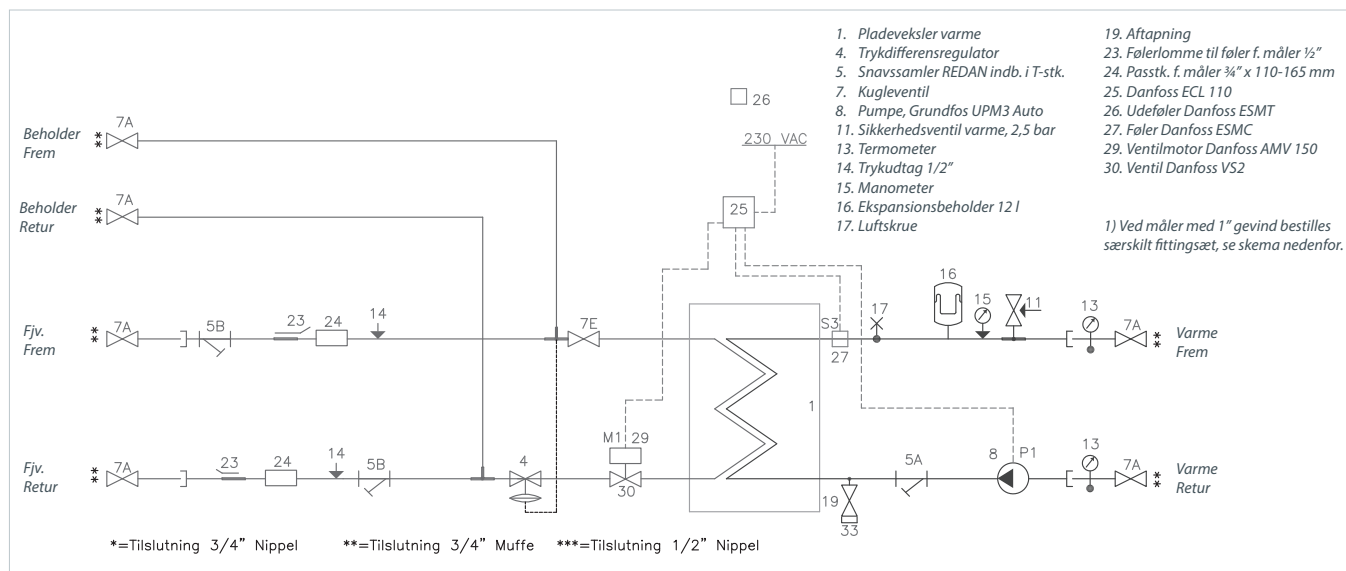 1. Pladeveksler varme
4. Trykdifferensregulator
5. Snavssamler REDAN indb. i T-stk.
7. Kugleventil
8. Pumpe, Grundfos UPM3 Auto
11. Sikkerhedsventil varme, 2,5 bar
13. Termometer
14. Trykudtag 1/2"
15. Manometer
16. Ekspansionsbeholder 12 l
17. Luftskrue
19. Aftapning
23. Følerlomme til føler f. måler ½"
24. Passtk. f. måler ¾" x 110-165 mm
25. Danfoss ECL 110
26. Udeføler Danfoss ESMT
27. Føler Danfoss ESMC
29. Ventilmotor Danfoss AMV 150
30. Ventil Danfoss VS2
1) Ved måler med 1" gevind bestilles
særskilt fittingsæt, se skema nedenfor.
26
230 VAC
25
Beholder
Frem
**
7A
Beholder
Retur
**
7A
Fjv.
Frem
**
7A
5B
23
24
14
7E
S3
27
17
16
15
11
13
7A
**
Varme
Frem
1
Fjv.
Retur
**
7A
23
24
14
5B
4
M1
29
30
19
33
5A
8
P1
13
7A
**
Varme
Retur
*=Tilslutning 3/4" Nippel
**=Tilslutning 3/4" Muffe
***=Tilslutning 1/2" Nippel